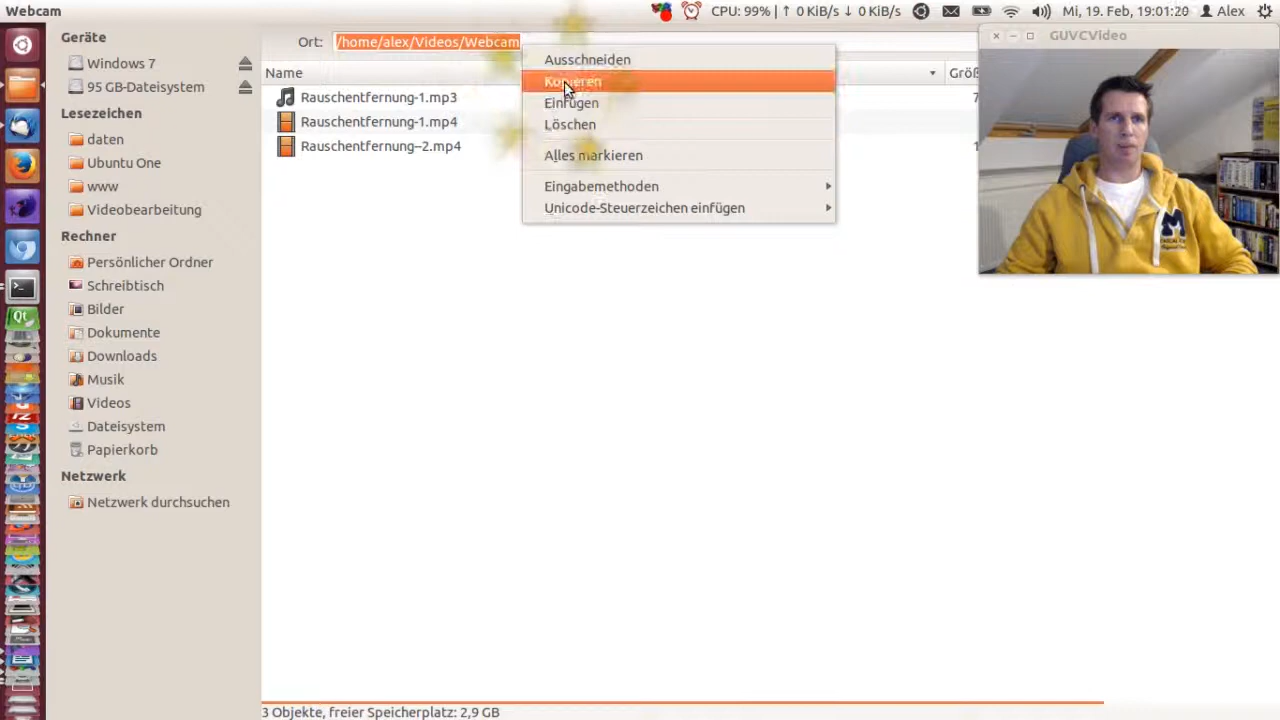 Webcam
CPU: 99% | ↑ 0 KiB/s ↓ 0 KiB/s
Mi, 19. Feb, 19:01:20
Alex
Geräte
Windows 7
95 GB-Dateisystem
Lesezeichen
daten
Ubuntu One
www
Videobearbeitung
Rechner
Persönlicher Ordner
Schreibtisch
Bilder
Dokumente
Downloads
Musik
Videos
Dateisystem
Papierkorb
Netzwerk
Netzwerk durchsuchen
Ort: /home/alex/Videos/Webcam
Name
Rauschentfernung-1.mp3
Rauschentfernung-1.mp4
Rauschentfernung--2.mp4
Ausschneiden
Kopieren
Einfügen
Löschen
Alles markieren
Eingabemethoden
Unicode-Steuerzeichen einfügen
GUVCVideo
3 Objekte, freier Speicherplatz: 2,9 GB